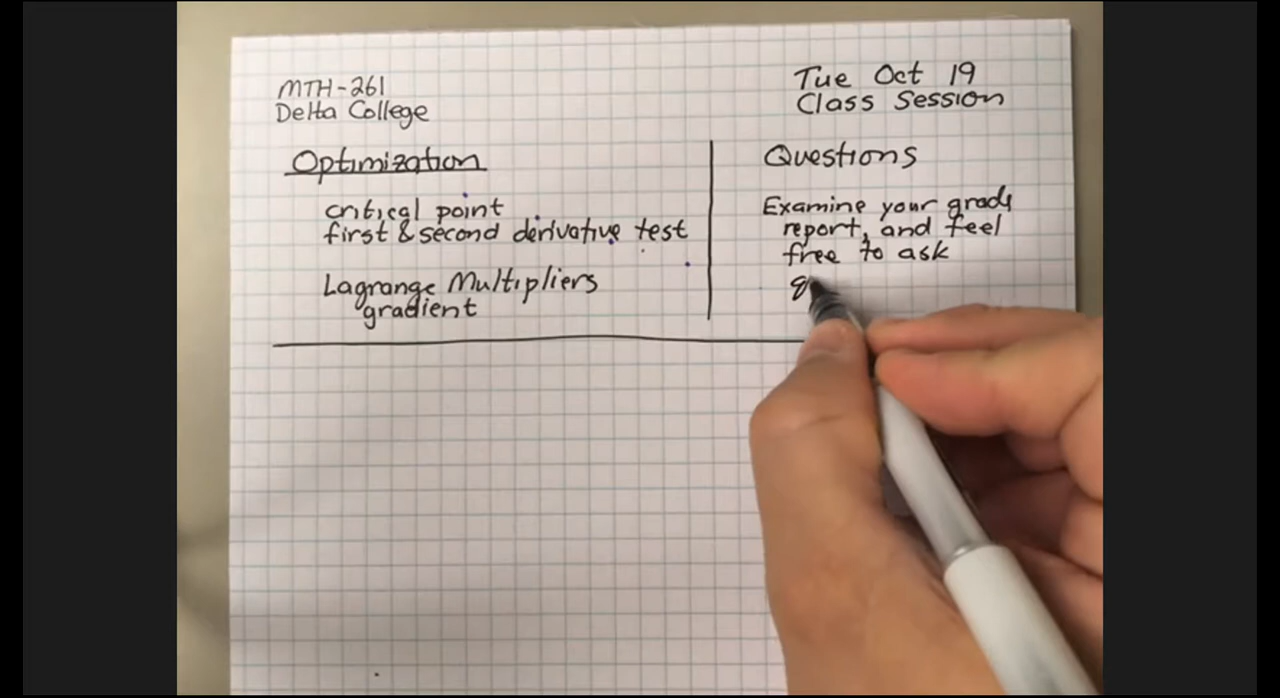 MTH-261
Delta College
Tue Oct 19
Class Session
Optimization
critical point
first & second derivative test
Lagrange Multipliers
gradient
Questions
Examine your grade
report, and feel
free to ask